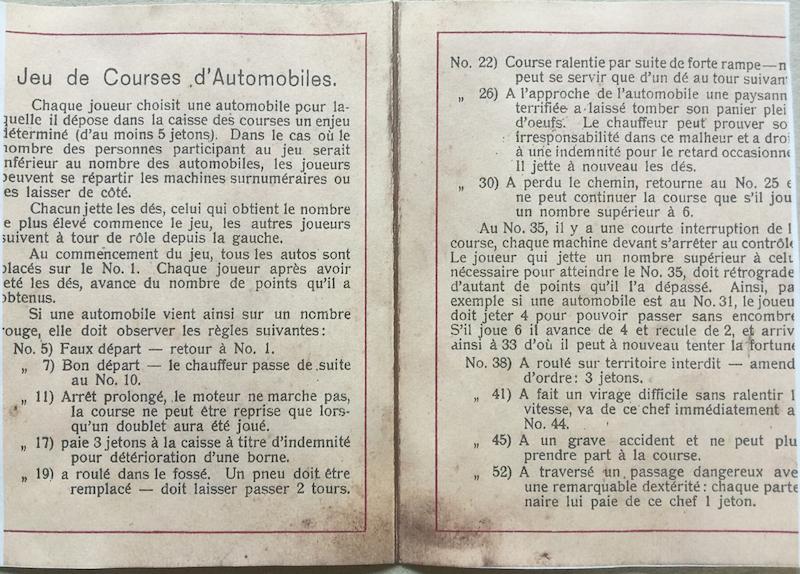 Jeu de Courses d'Automobiles.
Chaque joueur choisit une automobile pour la-
quelle il dépose dans la caisse des courses un enjeu
déterminé (d'au moins 5 jetons). Dans le cas où le
nombre des personnes participant au jeu serait
inférieur au nombre des automobiles, les joueurs
peuvent se répartir les machines surnuméraires ou
es laisser de côté.
Chacun jette les dés, celui qui obtient le nombre
e plus élevé commence le jeu, les autres joueurs
suivent à tour de rôle depuis la gauche.
Au commencement du jeu, tous les autos sont
placés sur le No. 1. Chaque joueur après avoir
eté les dés, avance du nombre de points qu'il a
obtenus.
Si une automobile vient ainsi sur un nombre
rouge, elle doit observer les règles suivantes:
No. 5) Faux départ — retour à No. 1.
„ 7) Bon départ — le chauffeur passe de suite
au No. 10.
„ 11) Arrêt prolongé, le moteur ne marche pas,
la course ne peut être reprise que lors-
qu'un doublet aura été joué.
„ 17) paie 3 jetons à la caisse à titre d'indemnité
pour détérioration d'une borne.
„ 19) a roulé dans le fossé. Un pneu doit être
remplacé — doit laisser passer 2 tours.
No. 22) Course ralentie par suite de forte rampe—n
peut se servir que d'un dé au tour suivan
„ 26) A l'approche de l'automobile une paysann
terrifiée a laissé tomber son panier plei
d'oeufs. Le chauffeur peut prouver so
irresponsabilité dans ce malheur et a droi
à une indemnité pour le retard occasionné
Il jette à nouveau les dés.
„ 30) A perdu le chemin, retourne au No. 25 e
ne peut continuer la course que s'il jou
un nombre supérieur à 6.
Au No. 35, il y a une courte interruption de l
course, chaque machine devant s'arrêter au contrôle
Le joueur qui jette un nombre supérieur à celu
nécessaire pour atteindre le No. 35, doit rétrograde
d'autant de points qu'il l'a dépassé. Ainsi, pa
exemple si une automobile est au No. 31, le joueu
doit jeter 4 pour pouvoir passer sans encombre
S'il joue 6 il avance de 4 et recule de 2, et arriv
ainsi à 33 d'où il peut à nouveau tenter la fortune
No. 38) A roulé sur territoire interdit — amend
d'ordre: 3 jetons.
„ 41) A fait un virage difficile sans ralentir l
vitesse, va de ce chef immédiatement a
No. 44.
„ 45) A un grave accident et ne peut plu
prendre part à la course.
„ 52) A traversé un passage dangereux ave
une remarquable dextérité: chaque parte
naire lui paie de ce chef 1 jeton.